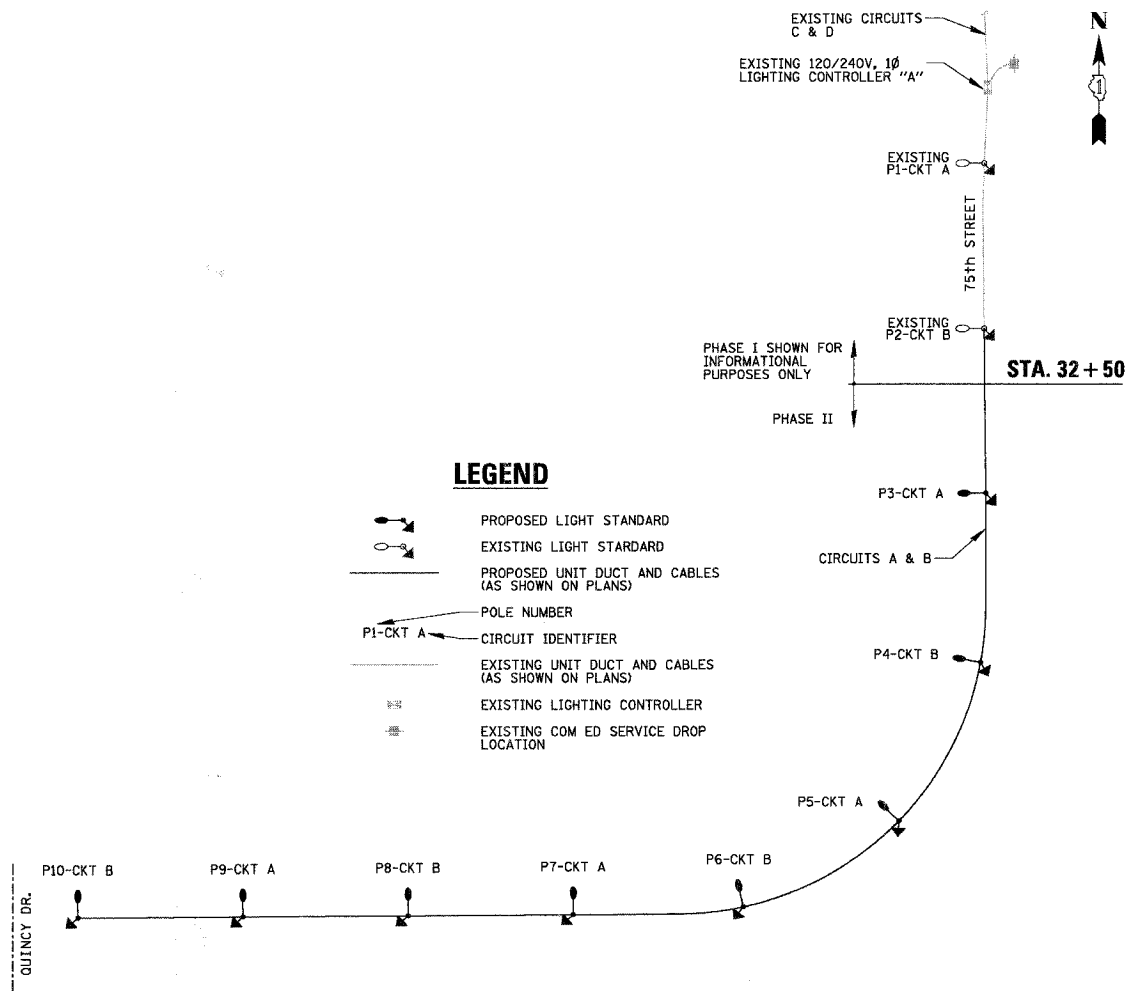 EXISTING CIRCUITS
C & D
N
EXISTING 120/240V, 1Ø
LIGHTING CONTROLLER "A"
1
EXISTING
P1-CKT A
75th STREET
EXISTING
P2-CKT B
PHASE I SHOWN FOR
INFORMATIONAL
PURPOSES ONLY
STA. 32+50
PHASE II
LEGEND
P3-CKT A
PROPOSED LIGHT STANDARD
EXISTING LIGHT STARDARD
CIRCUITS A & B
PROPOSED UNIT DUCT AND CABLES
(AS SHOWN ON PLANS)
POLE NUMBER
P1-CKT A
CIRCUIT IDENTIFIER
P4-CKT B
EXISTING UNIT DUCT AND CABLES
(AS SHOWN ON PLANS)
EXISTING LIGHTING CONTROLLER
EXISTING COM ED SERVICE DROP
LOCATION
P5-CKT A
P10-CKT B
P9-CKT A
P8-CKT B
P7-CKT A
P6-CKT B
QUINCY DR.